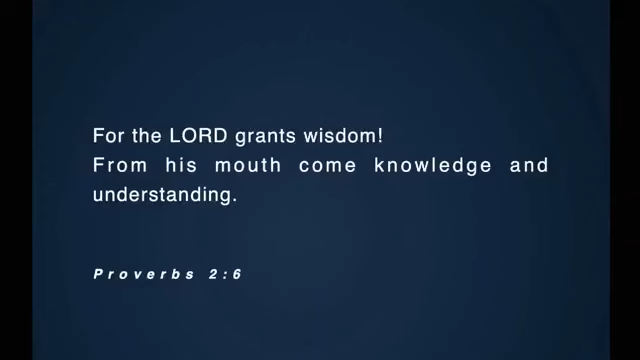 For the LORD grants wisdom!
From his mouth come knowledge and
understanding.
Proverbs 2:6